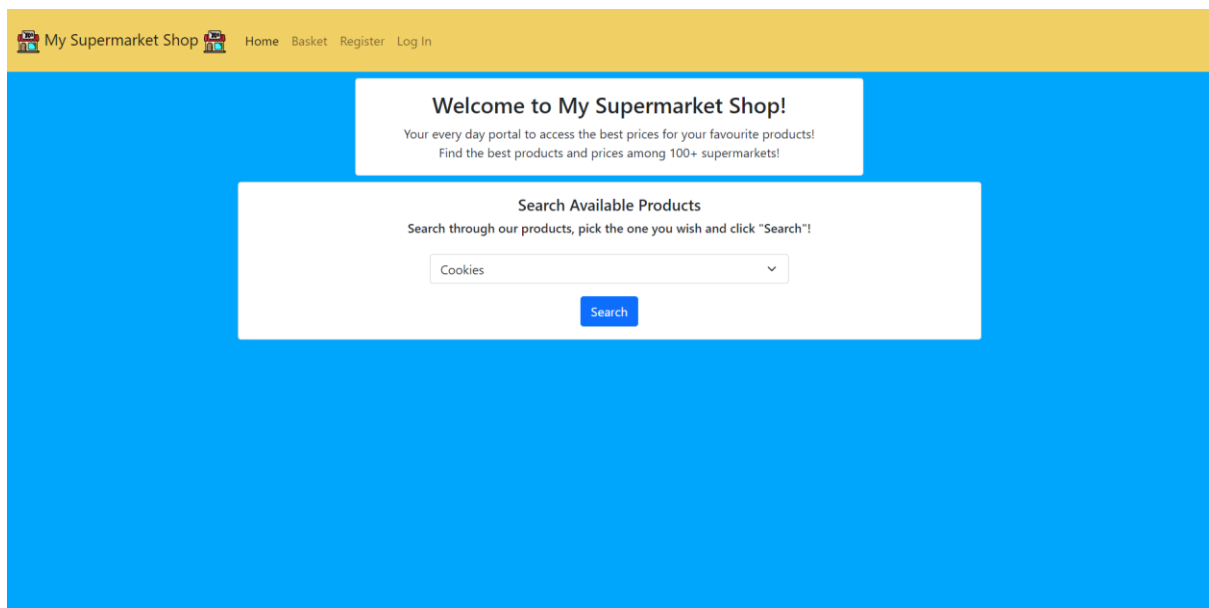 My Supermarket Shop Home Basket Register Log In
Welcome to My Supermarket Shop!
Your every day portal to access the best prices for your favourite products!
Find the best products and prices among 100+ supermarkets!
Search Available Products
Search through our products, pick the one you wish and click "Search"!
Cookies
Search